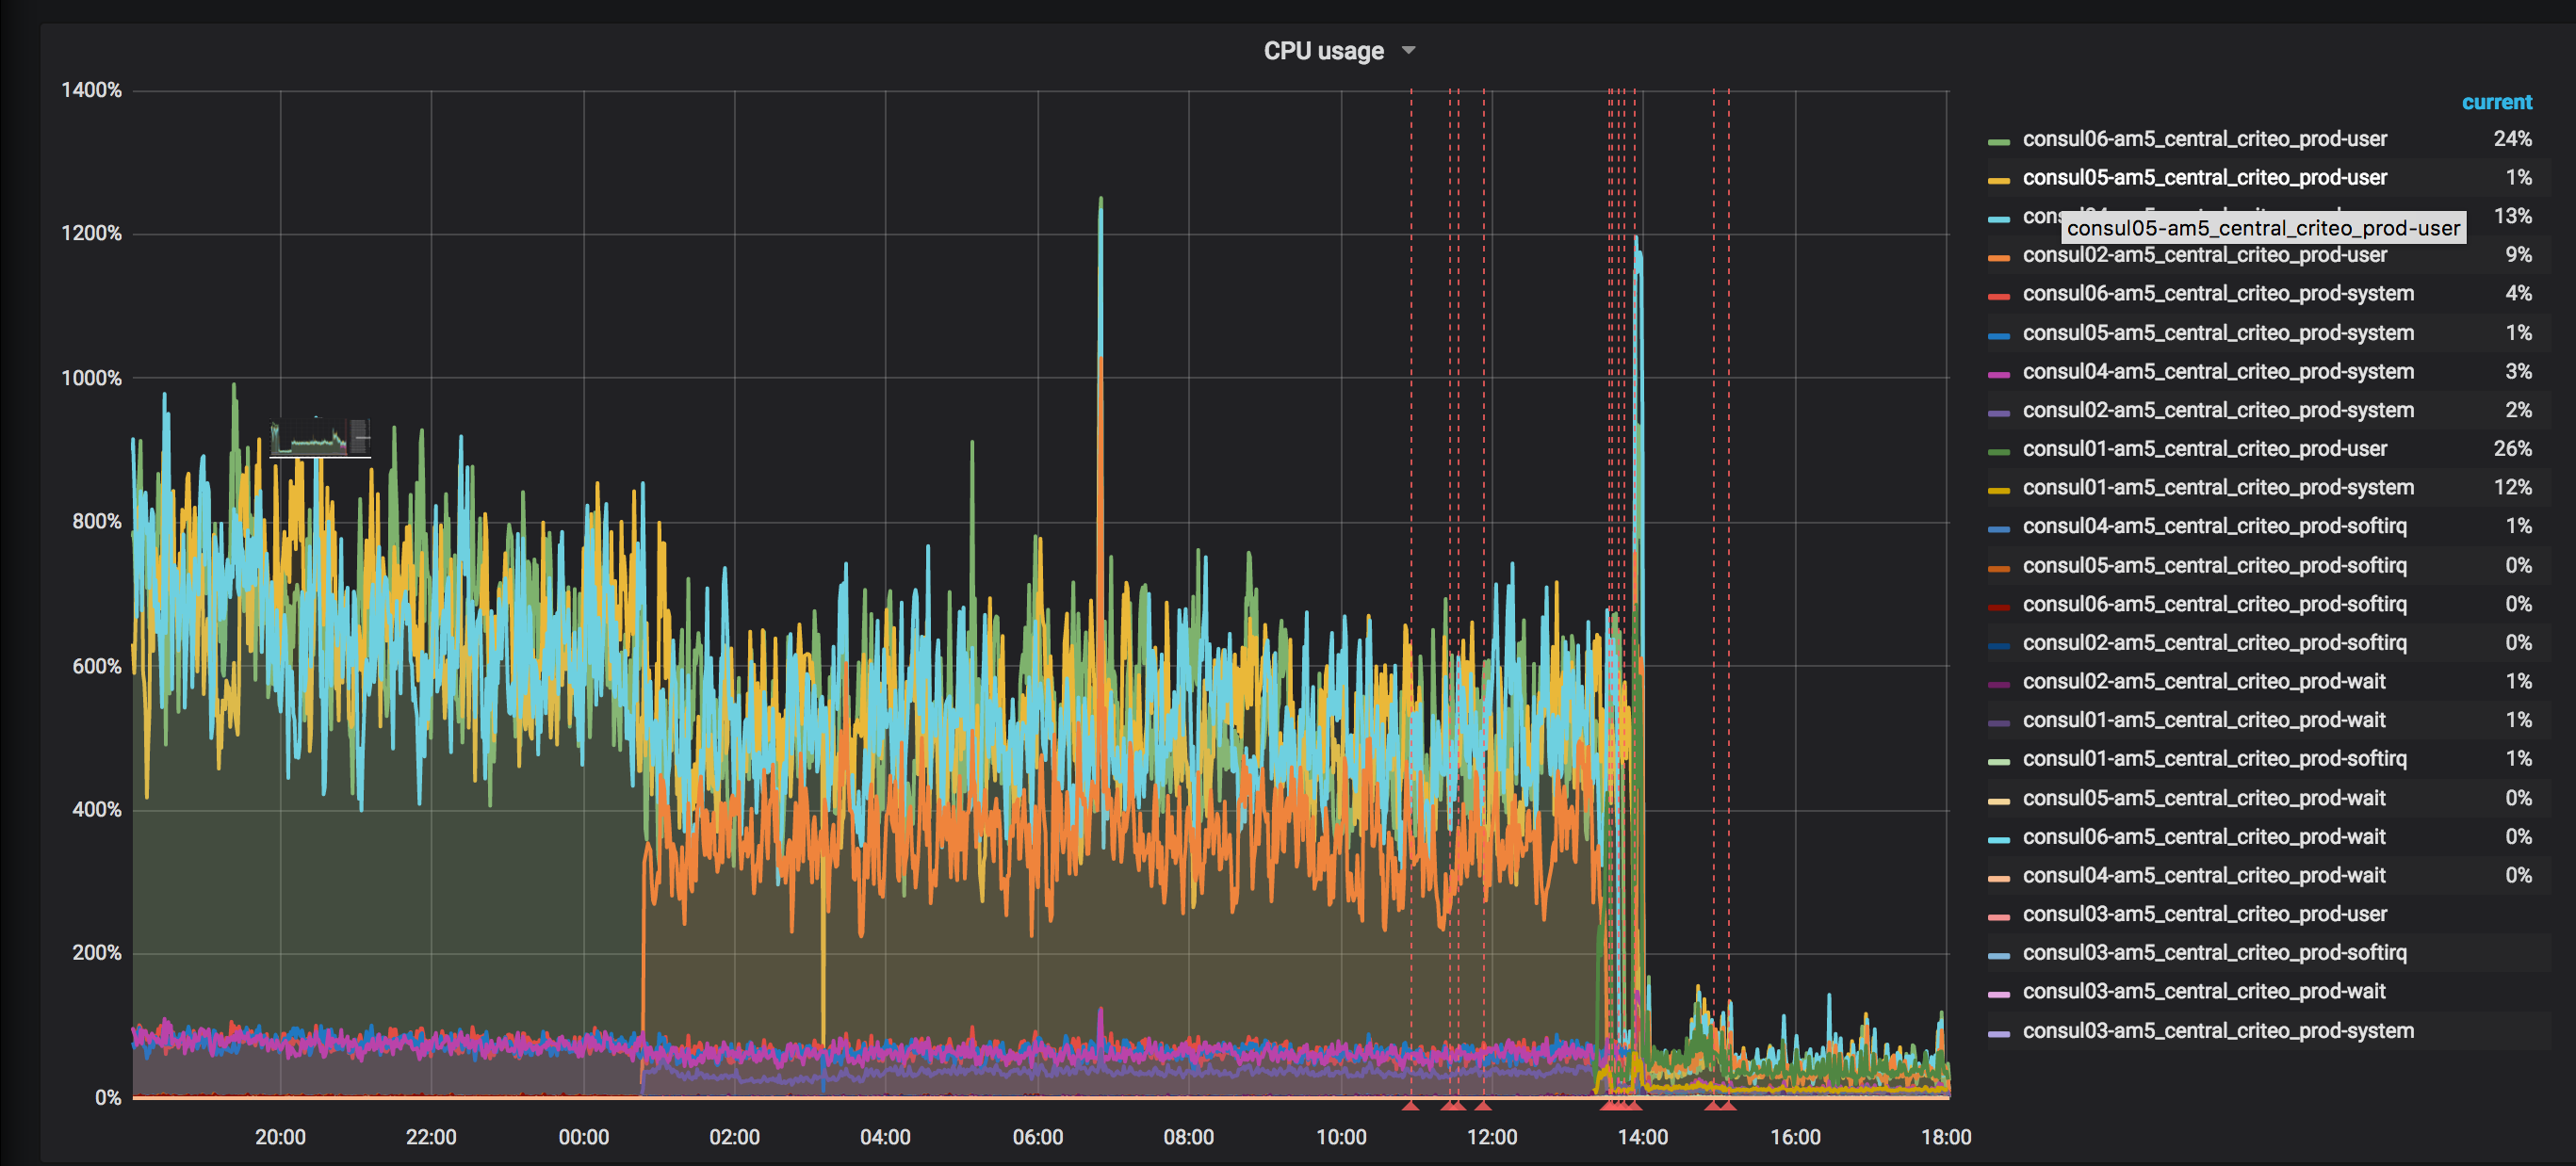 CPU usage
1400%
1200%
1000%
800%
600%
400%
200%
0%
20:00 22:00 00:00 02:00 04:00 06:00 08:00 10:00 12:00 14:00 16:00 18:00
current
consul06-am5_central_criteo_prod-user 24%
consul05-am5_central_criteo_prod-user 1%
13%
consul05-am5_central_criteo_prod-user
consul02-am5_central_criteo_prod-user 9%
consul06-am5_central_criteo_prod-system 4%
consul05-am5_central_criteo_prod-system 1%
consul04-am5_central_criteo_prod-system 3%
consul02-am5_central_criteo_prod-system 2%
consul01-am5_central_criteo_prod-user 26%
consul01-am5_central_criteo_prod-system 12%
consul04-am5_central_criteo_prod-softirq 1%
consul05-am5_central_criteo_prod-softirq 0%
consul06-am5_central_criteo_prod-softirq 0%
consul02-am5_central_criteo_prod-softirq 0%
consul02-am5_central_criteo_prod-wait 1%
consul01-am5_central_criteo_prod-wait 1%
consul01-am5_central_criteo_prod-softirq 1%
consul05-am5_central_criteo_prod-wait 0%
consul06-am5_central_criteo_prod-wait 0%
consul04-am5_central_criteo_prod-wait 0%
consul03-am5_central_criteo_prod-user
consul03-am5_central_criteo_prod-softirq
consul03-am5_central_criteo_prod-wait
consul03-am5_central_criteo_prod-system